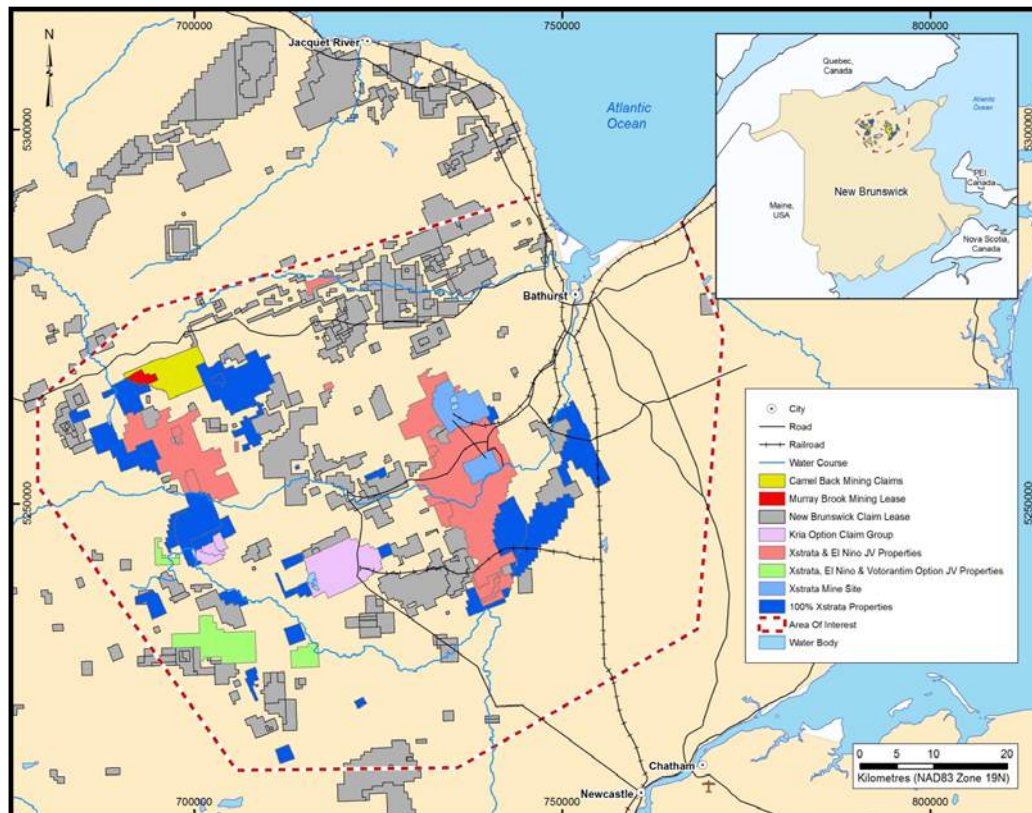 700000
750000
800000
N
Jacquet River
5300000
5300000
Atlantic
Ocean
Quebec,
Canada
Atlantic
Ocean
New Brunswick
Maine,
USA
PEI,
Canada
Nova Scotia,
Canada
Bathurst
City
Road
Railroad
Water Course
Camel Back Mining Claims
Murray Brook Mining Lease
New Brunswick Claim Lease
Kria Option Claim Group
Xstrata & El Nino JV Properties
Xstrata, El Nino & Votorantim Option JV Properties
Xstrata Mine Site
100% Xstrata Properties
Area Of Interest
Water Body
5250000
5250000
Chatham
Newcastle
0 5 10 20
Kilometres (NAD83 Zone 19N)
700000
750000
800000